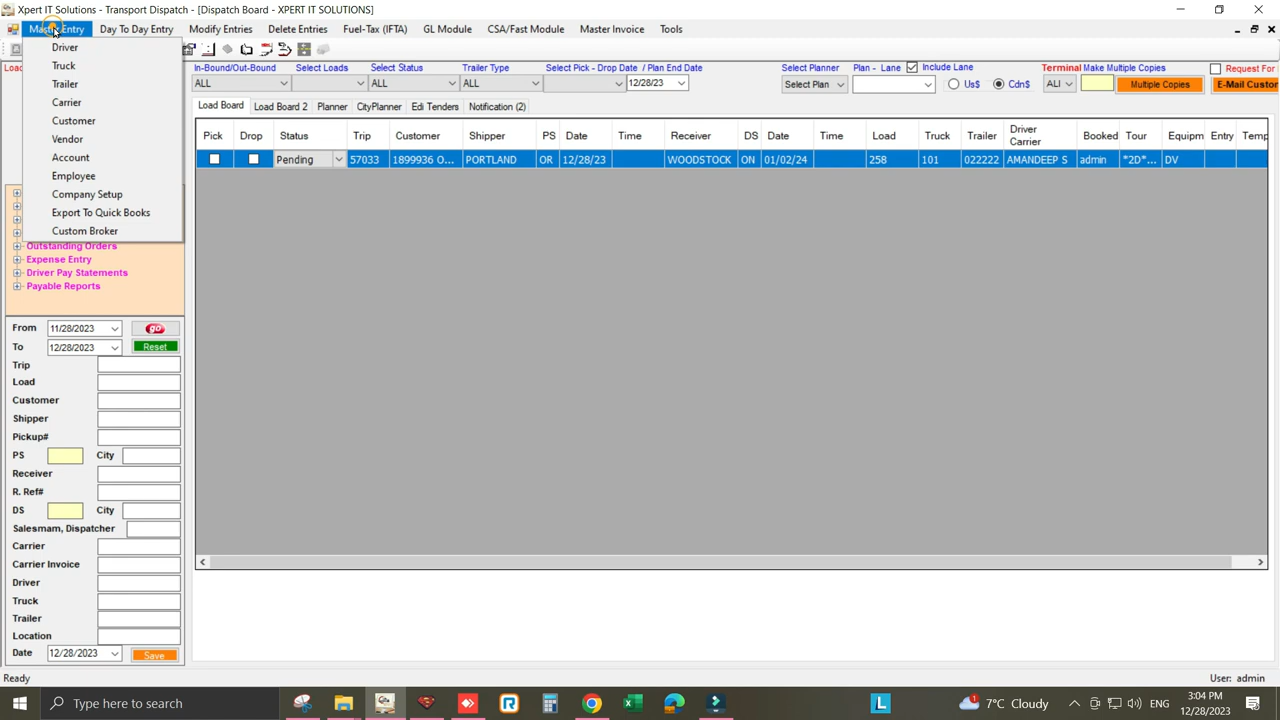 Xpert IT Solutions - Transport Dispatch - [Dispatch Board - XPERT IT SOLUTIONS]
Master Entry Day To Day Entry Modify Entries Delete Entries Fuel-Tax (IFTA) GL Module CSA/Fast Module Master Invoice Tools
Driver
Truck
Trailer
Carrier
Customer
Vendor
Account
Employee
Company Setup
Export To Quick Books
Custom Broker
Outstanding Orders
Expense Entry
Driver Pay Statements
Payable Reports
In-Bound/Out-Bound Select Loads Select Status Trailer Type Select Pick - Drop Date / Plan End Date Select Planner Plan - Lane Include Lane Terminal Make Multiple Copies Request For
ALL ALL ALL 12/28/23 Select Plan Us$ Cdn$ Multiple Copies E-Mail Custor
Load Board Load Board 2 Planner CityPlanner Edi Tenders Notification (2)
Pick Drop Status Trip Customer Shipper PS Date Time Receiver DS Date Time Load Truck Trailer Driver Carrier Booked Tour Equipm Entry Temp
Pending 57033 1899936 O... PORTLAND OR 12/28/23 WOODSTOCK ON 01/02/24 258 101 022222 AMANDEEP S admin *2D*... DV
From 11/28/2023 go
To 12/28/2023 Reset
Trip
Load
Customer
Shipper
Pickup#
PS City
Receiver
R. Ref#
DS City
Salesmam, Dispatcher
Carrier
Carrier Invoice
Driver
Truck
Trailer
Location
Date 12/28/2023 Save
Ready User: admin
Type here to search 7°C Cloudy ENG 3:04 PM
12/28/2023